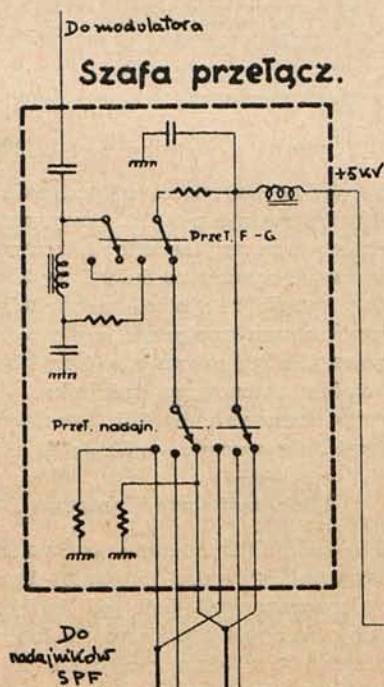 Do modulatora
Szafa przełącz.
+5kV
Przeł. F-G
Przeł. nadajn.
Do
nadajników
SPF